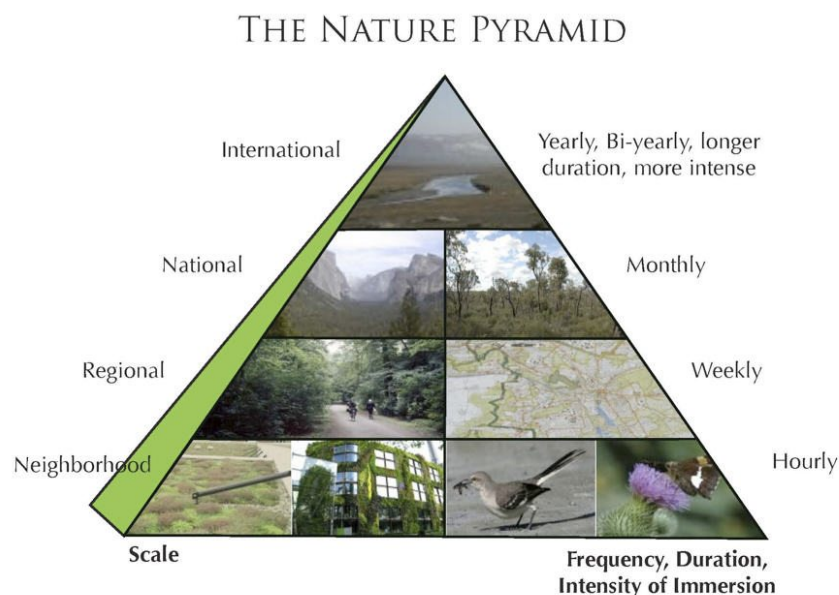 THE NATURE PYRAMID
International
Yearly, Bi-yearly, longer
duration, more intense
National
Monthly
Regional
Weekly
Neighborhood
Hourly
Scale
Frequency, Duration,
Intensity of Immersion